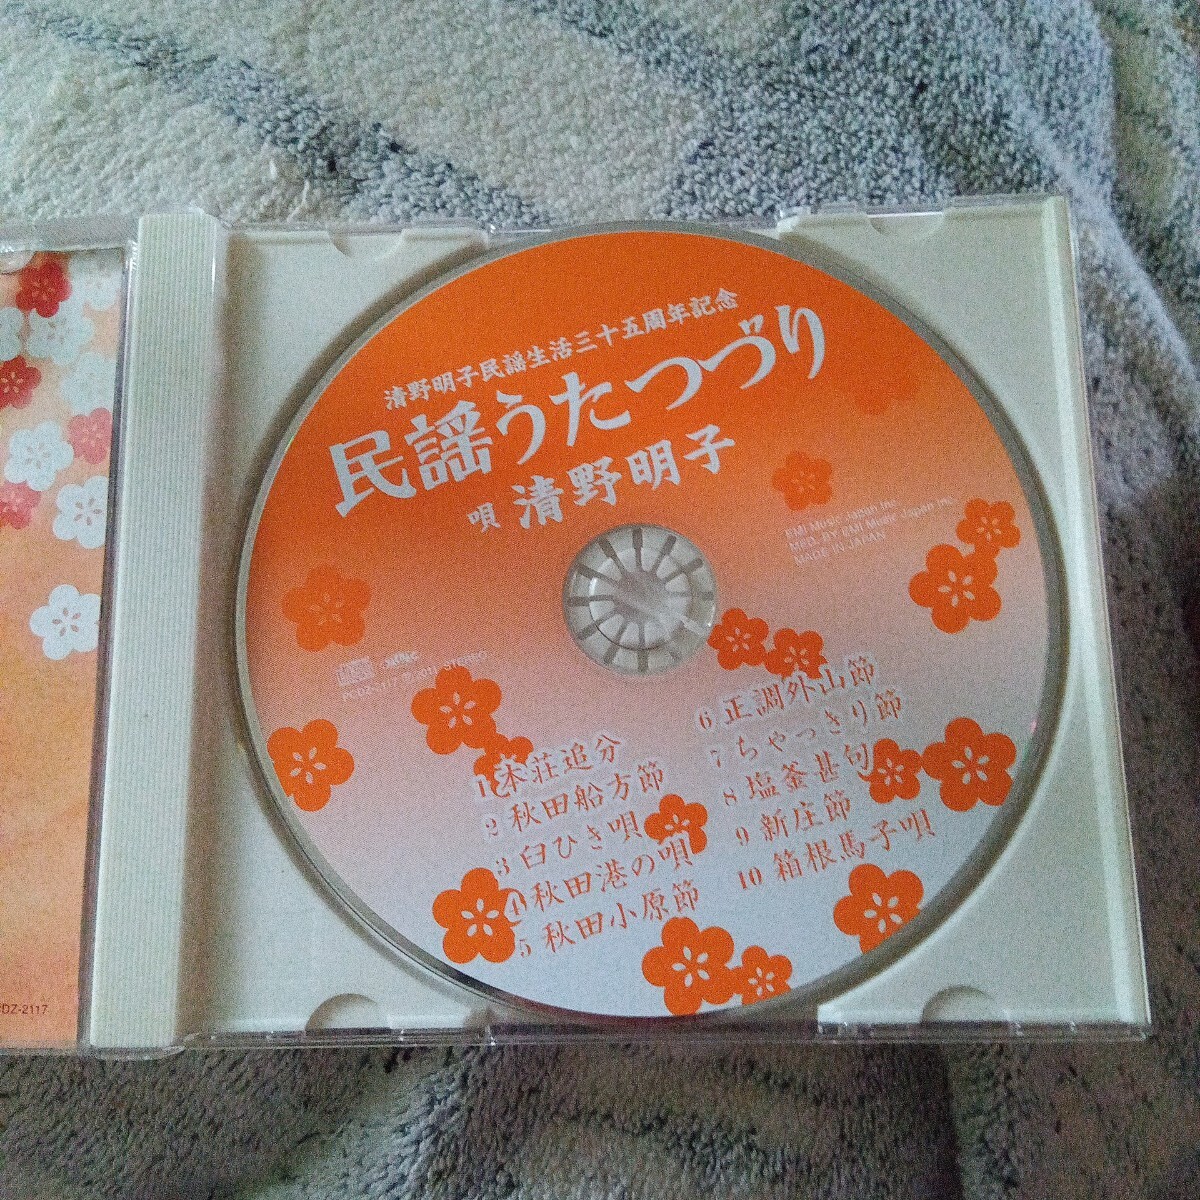 清野明子民謡生活三十五周年記念
民謡うたつづり
唄 清野明子
EMI Music Japan Inc.
MFD. BY EMI Music Japan Inc.
MADE IN JAPAN
STEREO
1 本荘追分
2 秋田船方節
3 臼ひき唄
4 秋田港の唄
5 秋田小原節
6 正調外山節
7 ちゃっきり節
8 塩釜甚句
9 新庄節
10 箱根馬子唄
DZ-2117